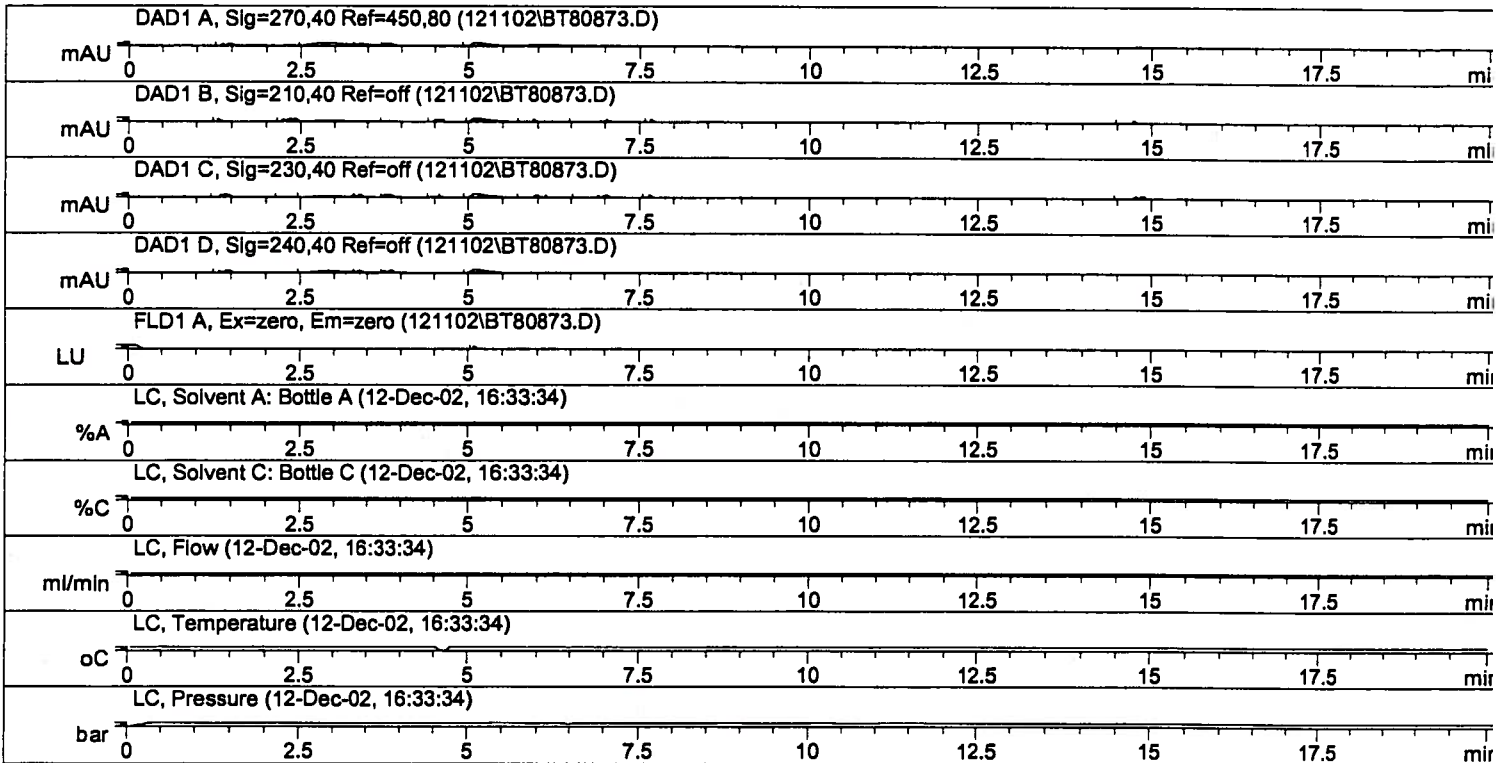 DAD1 A, Sig=270,40 Ref=450,80 (121102\BT80873.D)
mAU
0 2.5 5 7.5 10 12.5 15 17.5 mi
DAD1 B, Sig=210,40 Ref=off (121102\BT80873.D)
mAU
0 2.5 5 7.5 10 12.5 15 17.5 mi
DAD1 C, Sig=230,40 Ref=off (121102\BT80873.D)
mAU
0 2.5 5 7.5 10 12.5 15 17.5 mi
DAD1 D, Sig=240,40 Ref=off (121102\BT80873.D)
mAU
0 2.5 5 7.5 10 12.5 15 17.5 mi
FLD1 A, Ex=zero, Em=zero (121102\BT80873.D)
LU
0 2.5 5 7.5 10 12.5 15 17.5 mi
LC, Solvent A: Bottle A (12-Dec-02, 16:33:34)
%A
0 2.5 5 7.5 10 12.5 15 17.5 min
LC, Solvent C: Bottle C (12-Dec-02, 16:33:34)
%C
0 2.5 5 7.5 10 12.5 15 17.5 min
LC, Flow (12-Dec-02, 16:33:34)
ml/min
0 2.5 5 7.5 10 12.5 15 17.5 min
LC, Temperature (12-Dec-02, 16:33:34)
oC
0 2.5 5 7.5 10 12.5 15 17.5 min
LC, Pressure (12-Dec-02, 16:33:34)
bar
0 2.5 5 7.5 10 12.5 15 17.5 min